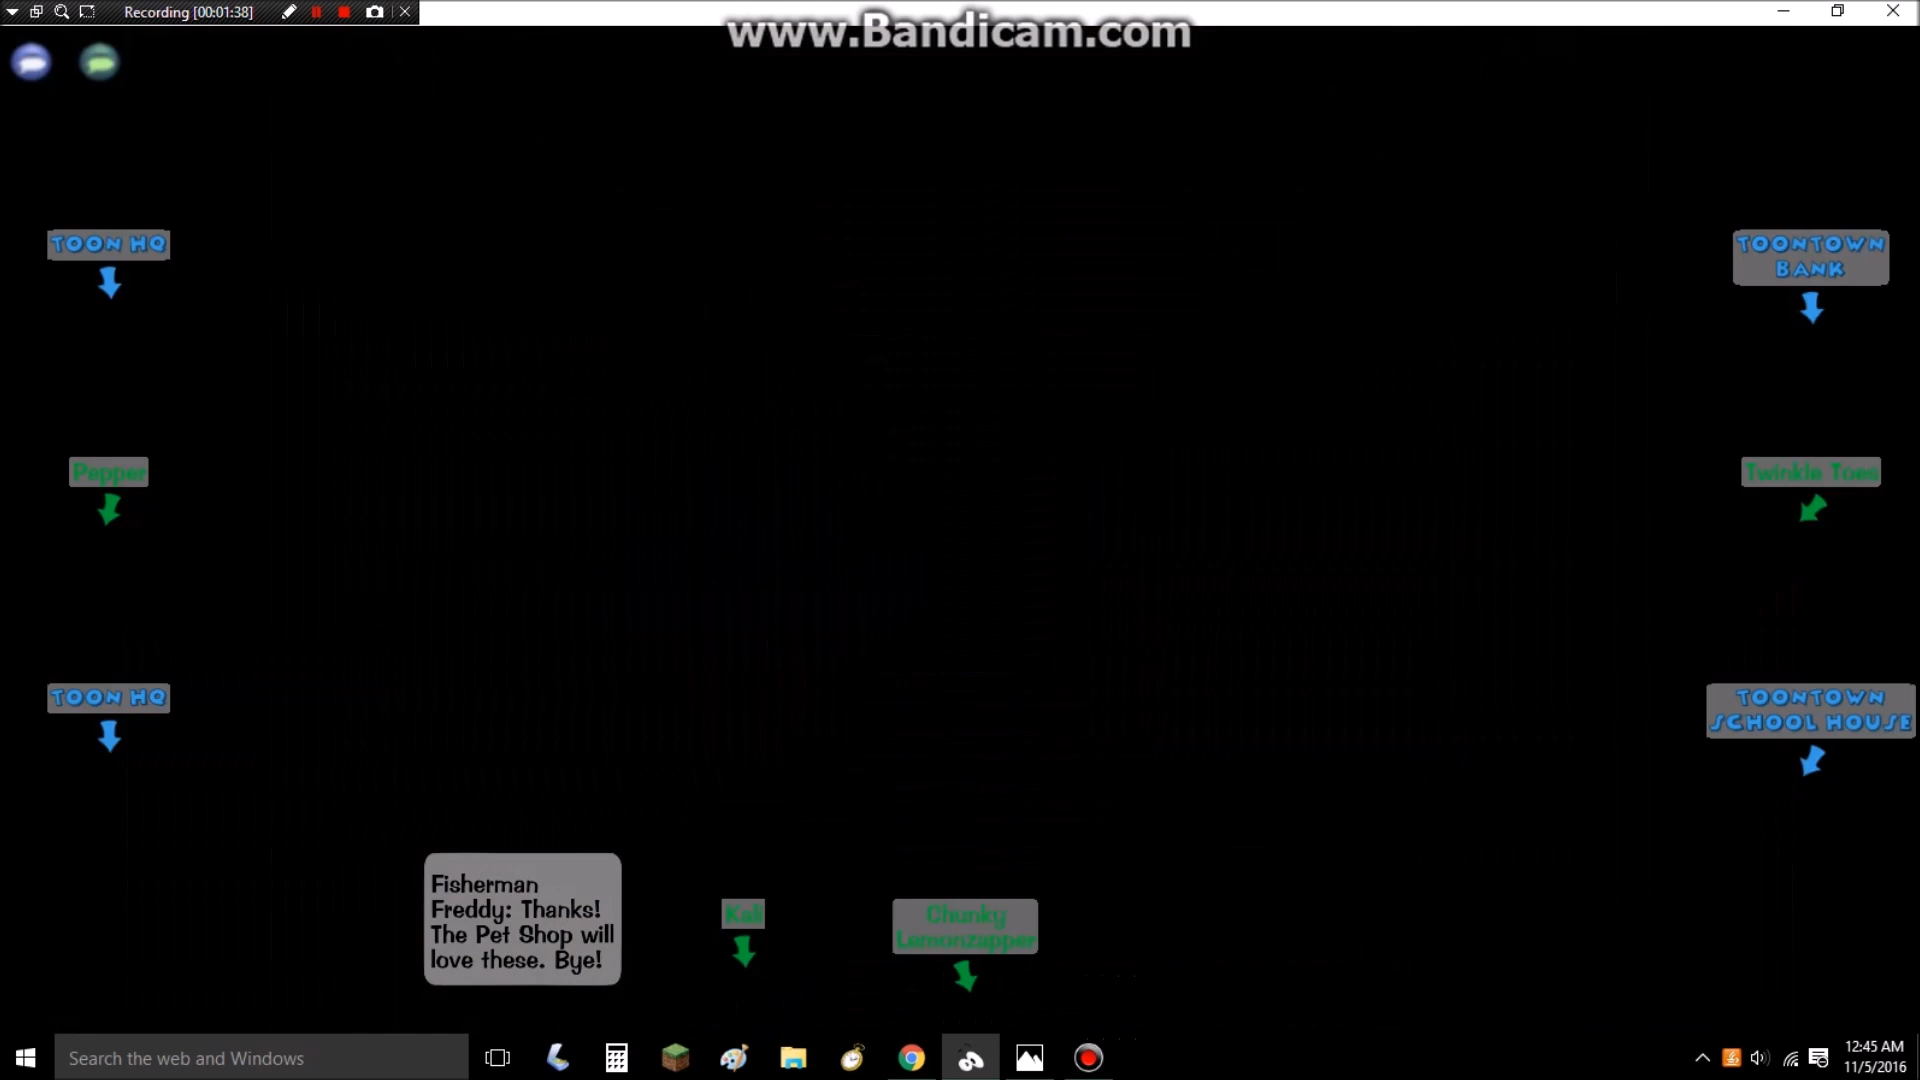 Recording [00:01:38]
www.Bandicam.com
TOON HQ
TOONTOWN
BANK
Pepper
Twinkle Toes
TOON HQ
TOONTOWN
SCHOOL HOUSE
Fisherman
Freddy: Thanks!
The Pet Shop will
love these. Bye!
Kali
Chunky
Lemonzapper
Search the web and Windows
12:45 AM
11/5/2016